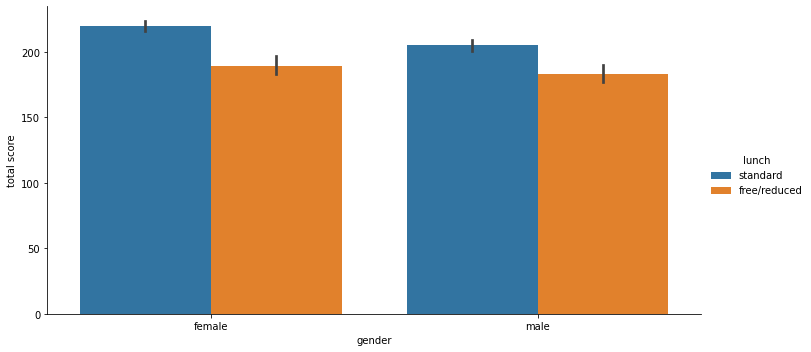 200
150
100
50
0
total score
female
male
gender
lunch
standard
free/reduced